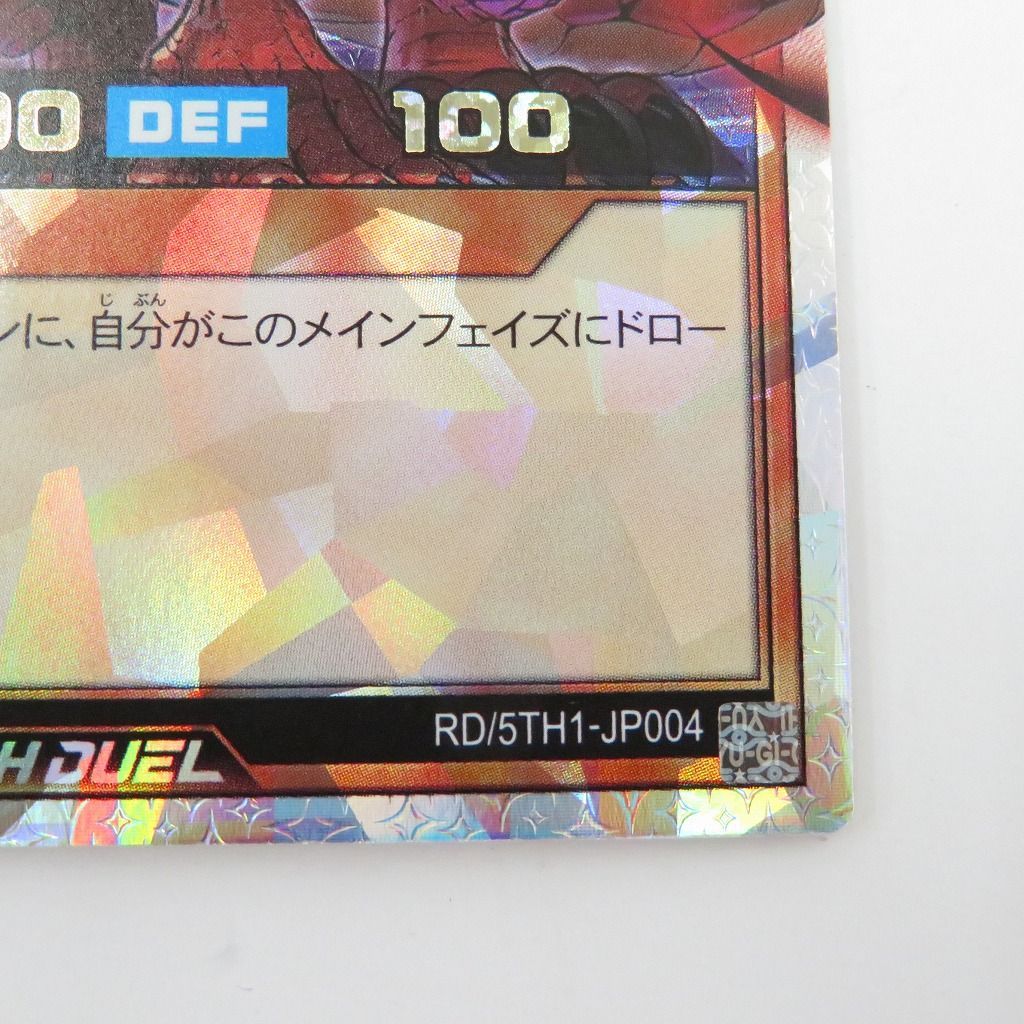 00 DEF 100
じ ぶん
ンに、自分がこのメインフェイズにドロー
RD/5TH1-JP004
H DUEL